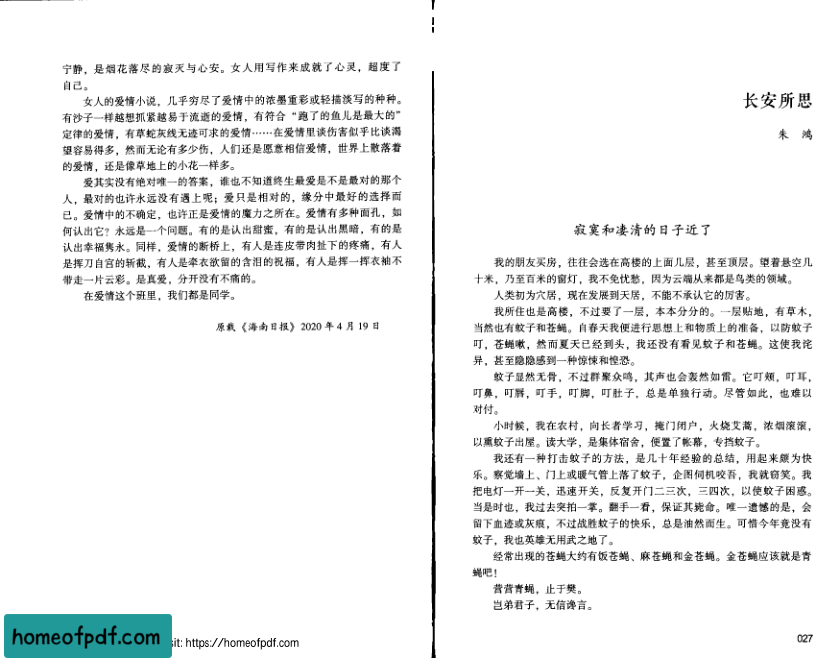 宁静，是烟花落尽的寂灭与心安。女人用写作来成就了心灵，超度了
自己。
女人的爱情小说，几乎穷尽了爱情中的浓墨重彩或轻描淡写的种种。
有沙子一样越想抓紧越易于流逝的爱情，有符合“跑了的鱼儿是最大的”
定律的爱情，有草蛇灰线无迹可求的爱情……在爱情里谈伤害似乎比谈渴
望容易得多，然而无论有多少伤，人们还是愿意相信爱情，世界上散落着
的爱情，还是像草地上的小花一样多。
爱其实没有绝对唯一的答案，谁也不知道终生最爱是不是最对的那个
人，最对的也许永远没有遇上呢；爱只是相对的，缘分中最好的选择而
已。爱情中的不确定，也许正是爱情的魔力之所在。爱情有多种面孔，如
何认出它？永远是一个问题。有的是认出甜蜜，有的是认出黑暗，有的是
认出幸福隽永。同样，爱情的断桥上，有人是连皮带肉扯下的疼痛，有人
是挥刀自宫的斩截，有人是牵衣欲留的含泪的祝福，有人是挥一挥衣袖不
带走一片云彩。是真爱，分开没有不痛的。
在爱情这个班里，我们都是同学。
原载《海南日报》2020年4月19日
长安所思
朱 鸿
寂寞和凄清的日子近了
我的朋友买房，往往会选在高楼的上面几层，甚至顶层。望着悬空几
十米，乃至百米的窗灯，我不免忧愁，因为云端从来都是鸟类的领域。
人类初为穴居，现在发展到天居，不能不承认它的厉害。
我所住也是高楼，不过要了一层，本本分分的。一层贴地，有草木，
当然也有蚊子和苍蝇。自春天我便进行思想上和物质上的准备，以防蚊子
叮，苍蝇嗽，然而夏天已经到头，我还没有看见蚊子和苍蝇。这使我诧
异，甚至隐隐感到一种惊悚和惶恐。
蚊子显然无骨，不过群聚众鸣，其声也会轰然如雷。它叮颊，叮耳，
叮鼻，叮唇，叮手，叮脚，叮肚子，总是单独行动。尽管如此，也难以
对付。
小时候，我在农村，向长者学习，掩门闭户，火烧艾蒿，浓烟滚滚，
以熏蚊子出屋。读大学，是集体宿舍，便置了帐幕，专挡蚊子。
我还有一种打击蚊子的方法，是几十年经验的总结，用起来颇为快
乐。察觉墙上、门上或暖气管上落了蚊子，企图伺机咬吾，我就窃笑。我
把电灯一开一关，迅速开关，反复开门二三次，三四次，以使蚊子困惑。
当是时也，我过去突拍一掌。翻手一看，保证其毙命。唯一遗憾的是，会
留下血迹或灰痕，不过战胜蚊子的快乐，总是油然而生。可惜今年竟没有
蚊子，我也英雄无用武之地了。
经常出现的苍蝇大约有饭苍蝇、麻苍蝇和金苍蝇。金苍蝇应该就是青
蝇吧！
营营青蝇，止于樊。
岂弟君子，无信谗言。
027
homeofpdf.com
sit: https://homeofpdf.com